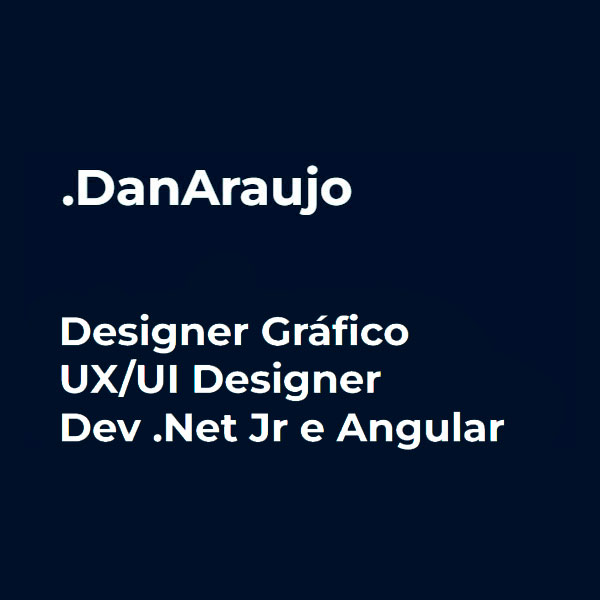 .DanAraujo
Designer Gráfico
UX/UI Designer
Dev .Net Jr e Angular